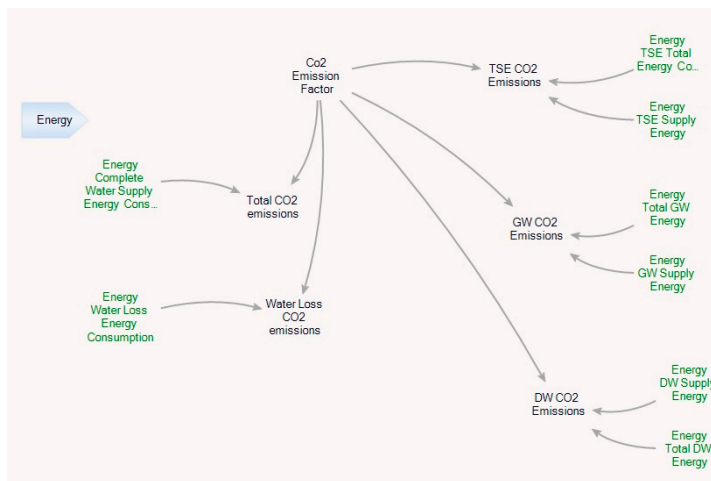 Energy
Co2
Emission
Factor
TSE CO2
Emissions
Energy
TSE Total
Energy Co...
Energy
TSE Supply
Energy
Energy
Complete
Water Supply
Energy Cons...
Total CO2
emissions
GW CO2
Emissions
Energy
Total GW
Energy
Energy
GW Supply
Energy
Energy
Water Loss
Energy
Consumption
Water Loss
CO2
emissions
DW CO2
Emissions
Energy
DW Supply
Energy
Energy
Total DW
Energy